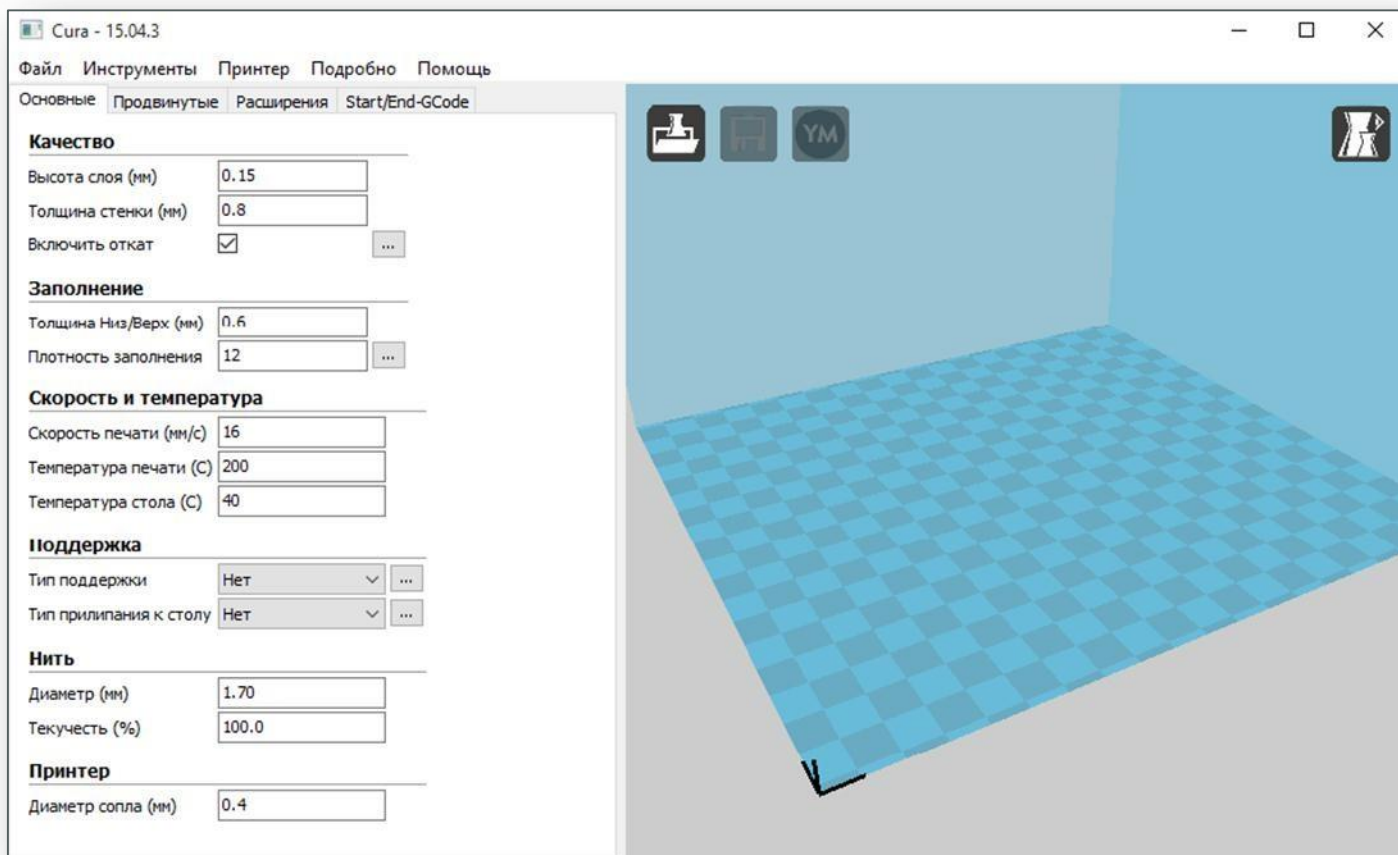 Cura - 15.04.3
Файл Инструменты Принтер Подробно Помощь
Основные Продвинутые Расширения Start/End-GCode
Качество
Высота слоя (мм) 0.15
Толщина стенки (мм) 0.8
Включить откат ...
Заполнение
Толщина Низ/Верх (мм) 0.6
Плотность заполнения 12 ...
Скорость и температура
Скорость печати (мм/с) 16
Температура печати (C) 200
Температура стола (C) 40
Поддержка
Тип поддержки Нет ...
Тип прилипания к столу Нет ...
Нить
Диаметр (мм) 1.70
Текучесть (%) 100.0
Принтер
Диаметр сопла (мм) 0.4
YM